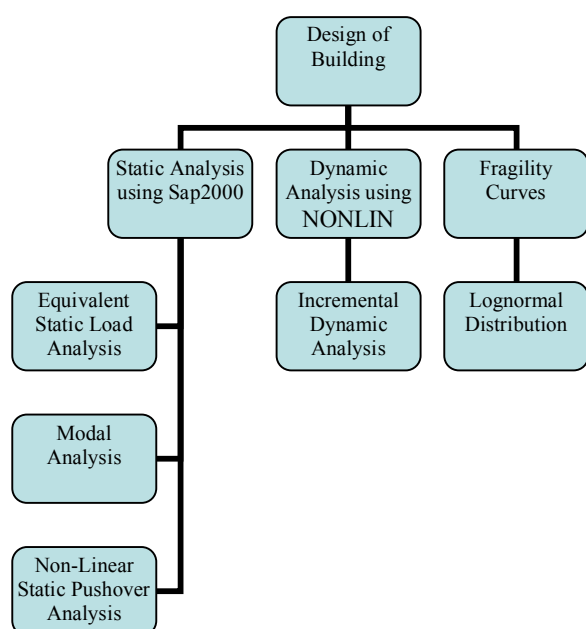 Design of
Building
Static Analysis
using Sap2000
Dynamic
Analysis using
NONLIN
Fragility
Curves
Equivalent
Static Load
Analysis
Incremental
Dynamic
Analysis
Lognormal
Distribution
Modal
Analysis
Non-Linear
Static Pushover
Analysis